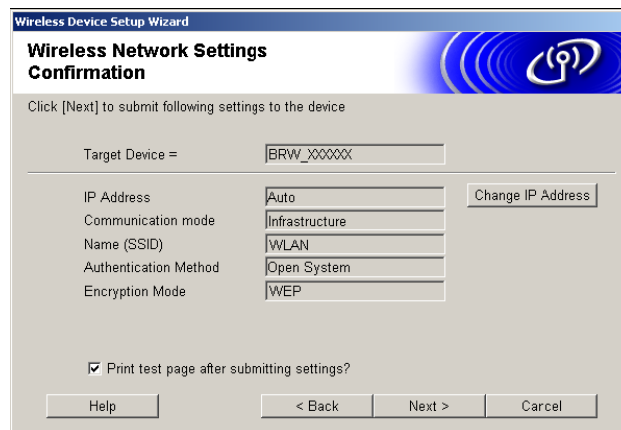 Wireless Device Setup Wizard
Wireless Network Settings
Confirmation
Click [Next] to submit following settings to the device
Target Device = BRW_XXXXXX
IP Address Auto Change IP Address
Communication mode Infrastructure
Name (SSID) WLAN
Authentication Method Open System
Encryption Mode WEP
Print test page after submitting settings?
Help < Back Next > Carcel